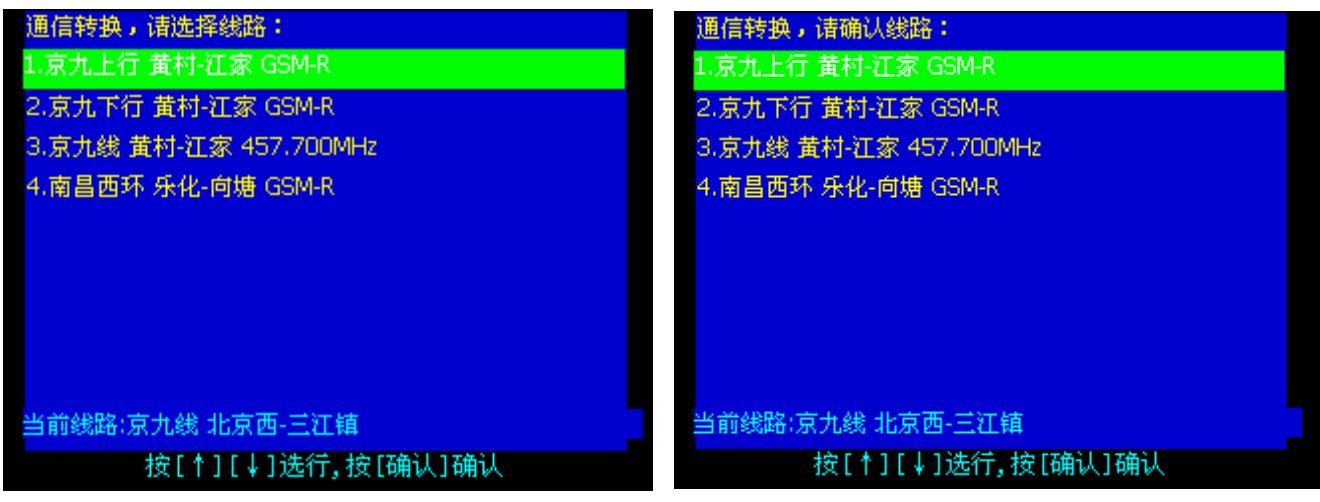 通信转换，请选择线路：
1.京九上行 黄村-江家 GSM-R
2.京九下行 黄村-江家 GSM-R
3.京九线 黄村-江家 457.700MHz
4.南昌西环 乐化-向塘 GSM-R
当前线路:京九线 北京西-三江镇
按[↑][↓]选行,按[确认]确认
通信转换，请确认线路：
1.京九上行 黄村-江家 GSM-R
2.京九下行 黄村-江家 GSM-R
3.京九线 黄村-江家 457.700MHz
4.南昌西环 乐化-向塘 GSM-R
当前线路:京九线 北京西-三江镇
按[↑][↓]选行,按[确认]确认